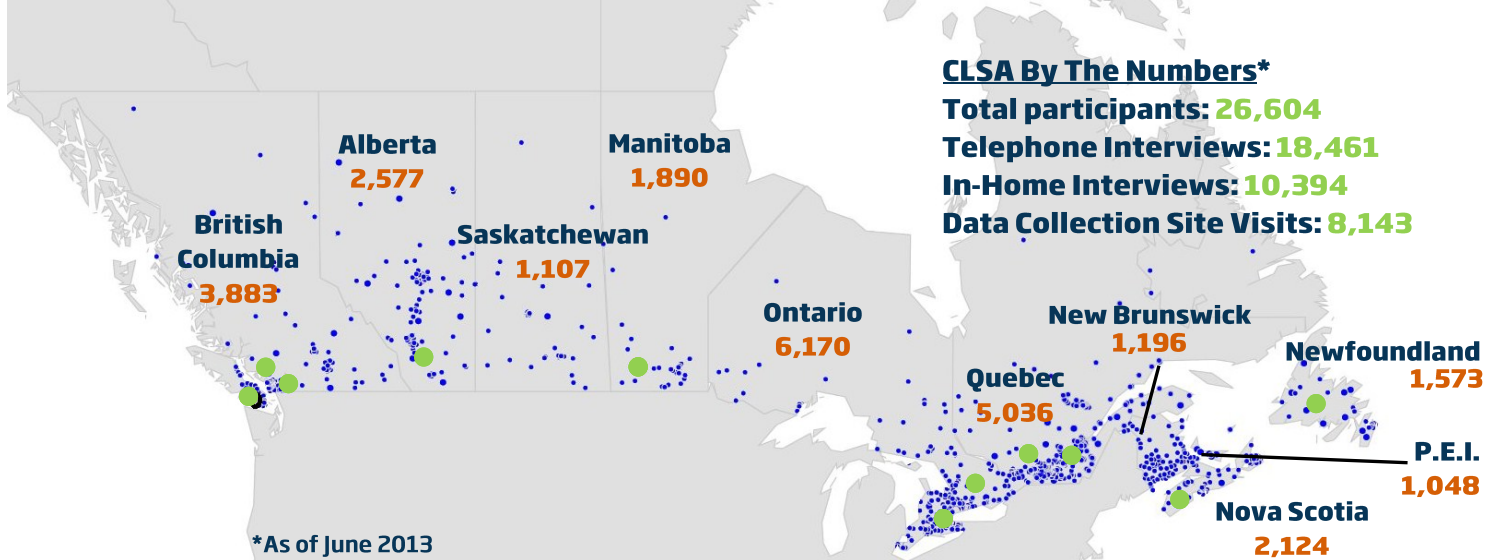 CLSA By The Numbers*
Total participants: 26,604
Telephone Interviews: 18,461
In-Home Interviews: 10,394
Data Collection Site Visits: 8,143
Alberta
2,577
Manitoba
1,890
British
Columbia
3,883
Saskatchewan
1,107
Ontario
6,170
New Brunswick
1,196
Quebec
5,036
Newfoundland
1,573
P.E.I.
1,048
Nova Scotia
2,124
*As of June 2013